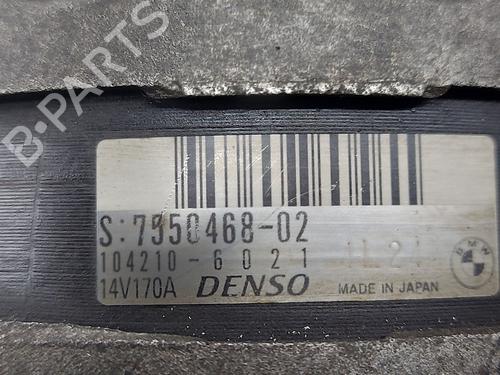 B-PARTS
S:7550468-02
104210-6021
14V170A DENSO MADE IN JAPAN
BMW